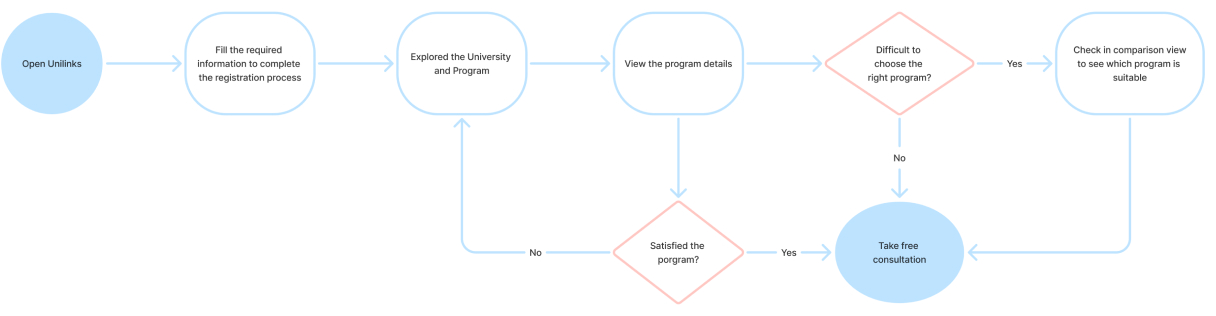 Open Unilinks
Fill the required
information to complete
the registration process
Explored the University
and Program
View the program details
Difficult to
choose the
right program?
Yes
Check in comparison view
to see which program is
suitable
No
Satisfied the
porgram?
No
Yes
Take free
consultation